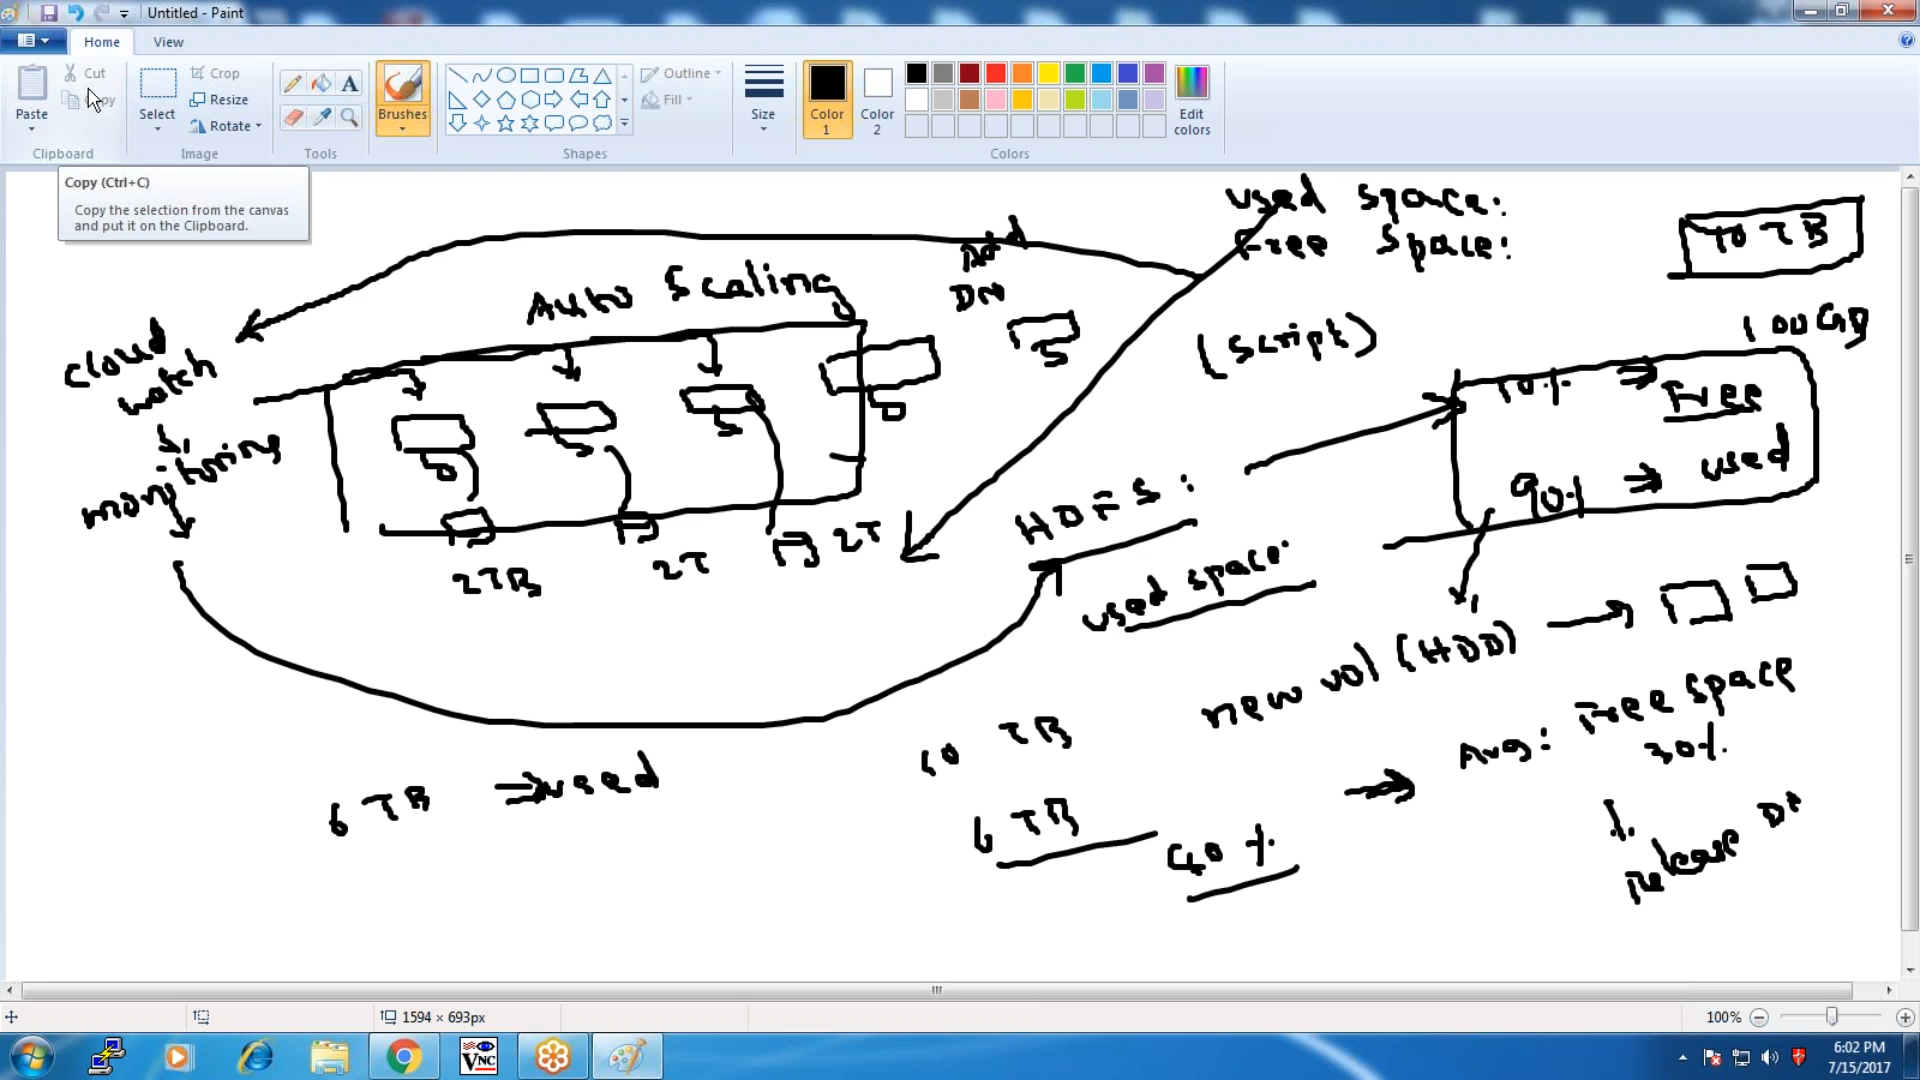 Untitled - Paint
Home
View
Paste
Cut
Copy
Clipboard
Select
Crop
Resize
Rotate
Image
Tools
Brushes
Shapes
Outline
Fill
Size
Color 1
Color 2
Edit colors
Colors
Copy (Ctrl+C)
Copy the selection from the canvas
and put it on the Clipboard.
used space:
Free Space:
10 TB
Add
DN
Auto Scaling
100GB
(Script)
cloud
watch
10%
Free
monitoring
used
90%
HDFS:
2T
2TB
2T
used space:
new vol (HDD)
Free space
10 TB
Avg:
30%
6 TB
used
6 TB
40%
Release
1594 × 693px
100%
VNC
6:02 PM
7/15/2017